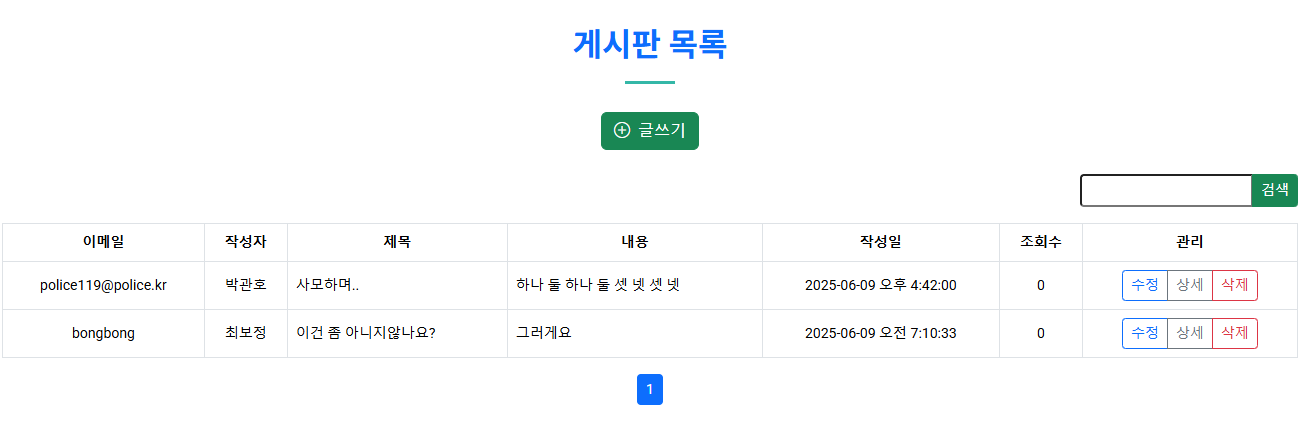 게시판 목록
글쓰기
검색
이메일 작성자 제목 내용 작성일 조회수 관리
police119@police.kr 박관호 사모하며.. 하나 둘 하나 둘 셋 넷 셋 넷 2025-06-09 오후 4:42:00 0 수정 상세 삭제
bongbong 최보정 이건 좀 아니지않나요? 그러게요 2025-06-09 오전 7:10:33 0 수정 상세 삭제
1